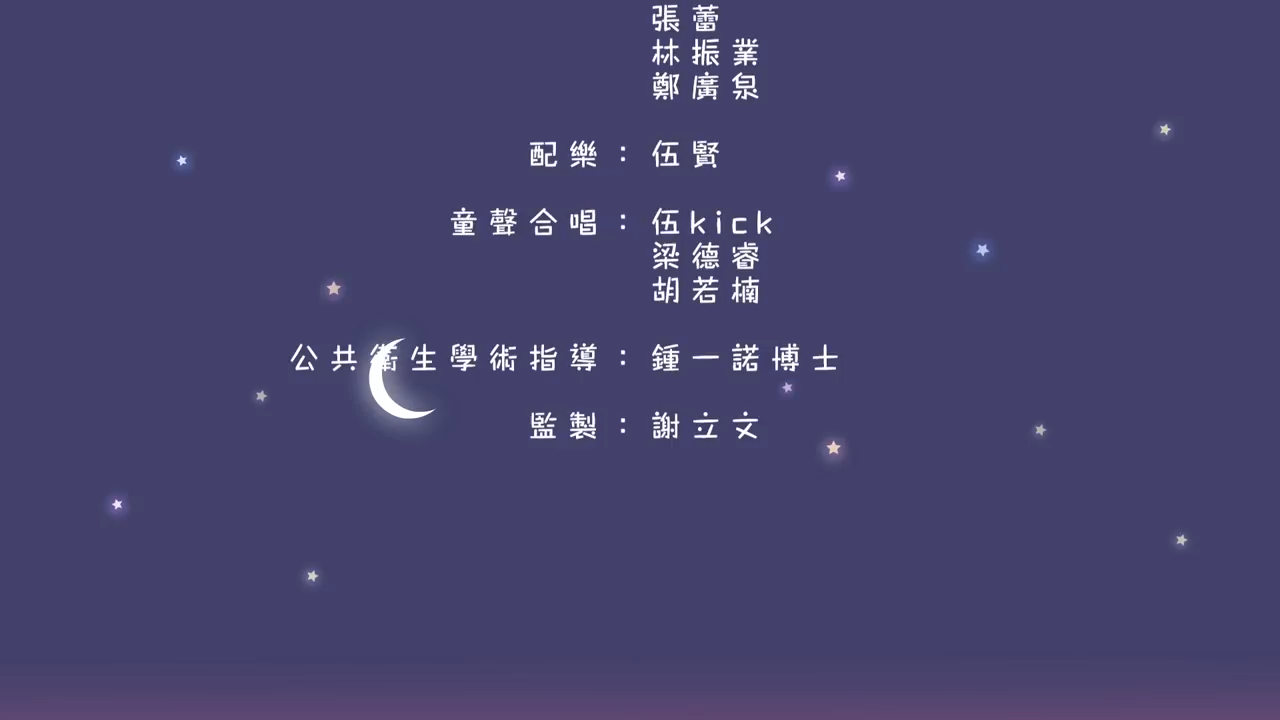 張蕾
林振業
鄭廣泉
配樂：伍賢
童聲合唱：伍kick
梁德睿
胡若楠
公共衛生學術指導：鍾一諾博士
監製：謝立文